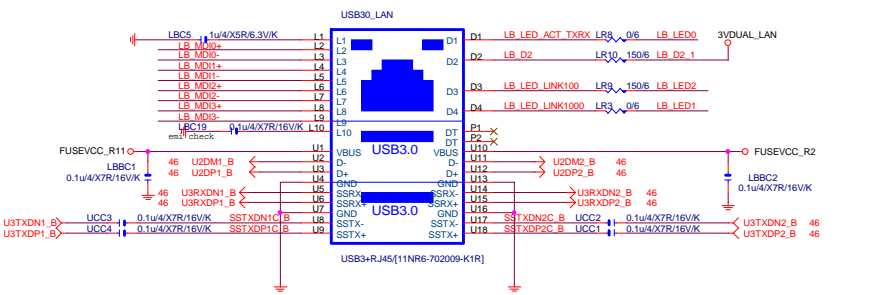 USB30_LAN
LBC5 1u/4/X5R/6.3V/K L1 L1 D1 D1 LB_LED_ACT_TXRX LR8 0/6 LB_LED0 3VDUAL_LAN
LB_MDI0+ L2 L2
LB_MDI0- L3 L3 D2 D2 LB_D2 LR10 150/6 LB_D2_1
LB_MDI1+ L4 L4
LB_MDI1- L5 L5
LB_MDI2+ L6 L6 D3 D3 LB_LED_LINK100 LR9 150/6 LB_LED2
LB_MDI2- L7 L7
LB_MDI3+ L8 L8 D4 D4 LB_LED_LINK1000 LR3 0/6 LB_LED1
LB_MDI3- L9 L9
LBC19 0.1u/4/X7R/16V/K L10 L10 DT P1
emi check DT P2
USB3.0
FUSEVCC_R11 U1 VBUS VBUS U10 FUSEVCC_R2
LBBC1 46 U2DM1_B U2 D- D- U11 U2DM2_B 46
0.1u/4/X7R/16V/K 46 U2DP1_B U3 D+ D+ U12 U2DP2_B 46 LBBC2
U4 GND GND U13 0.1u/4/X7R/16V/K
46 U3RXDN1_B U5 SSRX- SSRX- U14 U3RXDN2_B 46
46 U3RXDP1_B U6 SSRX+ SSRX+ U15 U3RXDP2_B 46
U7 GND USB3.0 GND U16
U3TXDN1_B UCC3 0.1u/4/X7R/16V/K SSTXDN1C_B U8 SSTX- SSTX- U17 SSTXDN2C_B UCC2 0.1u/4/X7R/16V/K U3TXDN2_B 46
U3TXDP1_B UCC4 0.1u/4/X7R/16V/K SSTXDP1C_B U9 SSTX+ SSTX+ U18 SSTXDP2C_B UCC1 0.1u/4/X7R/16V/K U3TXDP2_B 46
USB3+RJ45/[11NR6-702009-K1R]